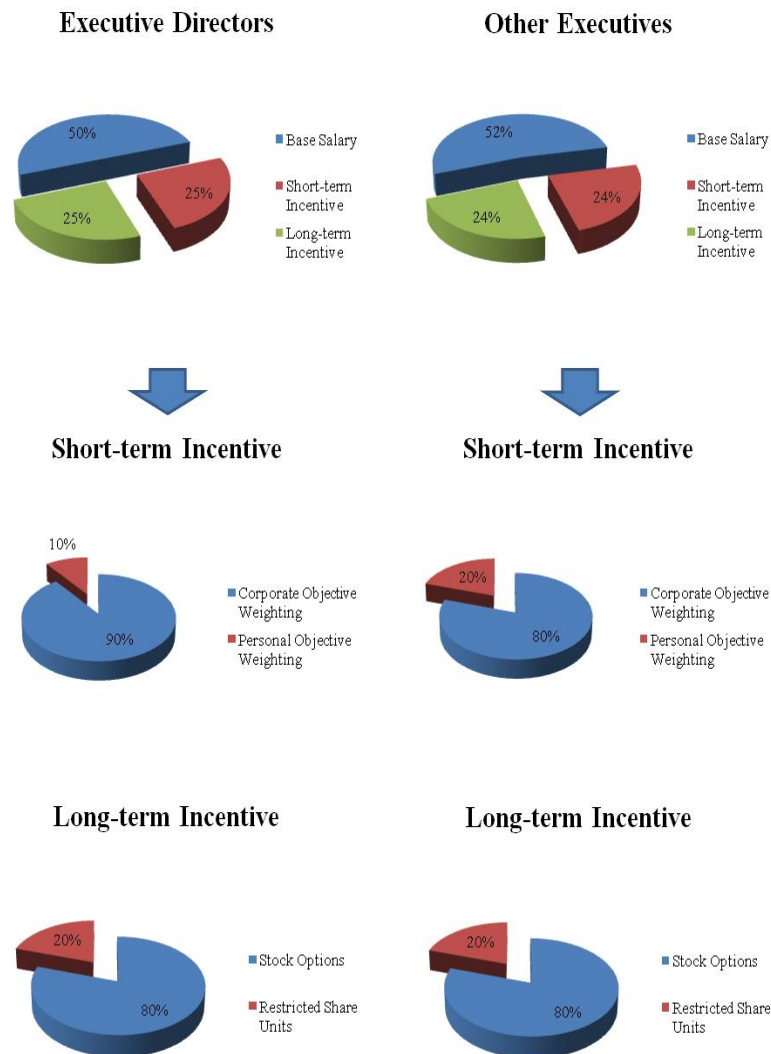 Executive Directors
50%
25%
25%
Base Salary
Short-term
Incentive
Long-term
Incentive
Other Executives
52%
24%
24%
Base Salary
Short-term
Incentive
Long-term
Incentive
Short-term Incentive
10%
90%
Corporate Objective
Weighting
Personal Objective
Weighting
Short-term Incentive
20%
80%
Corporate Objective
Weighting
Personal Objective
Weighting
Long-term Incentive
20%
80%
Stock Options
Restricted Share
Units
Long-term Incentive
20%
80%
Stock Options
Restricted Share
Units